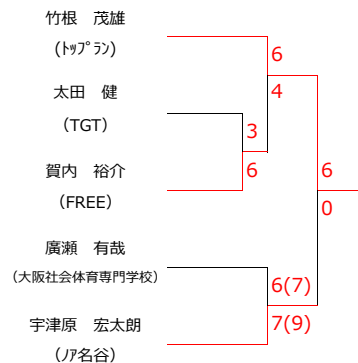 竹根　茂雄
(ﾄｯﾌﾟﾗﾝ)
6
太田　健
4
（TGT）
3
賀内　裕介
6
6
（FREE）
0
廣瀬　有哉
（大阪社会体育専門学校）
6(7)
宇津原　宏太朗
7(9)
（ﾉｱ名谷）